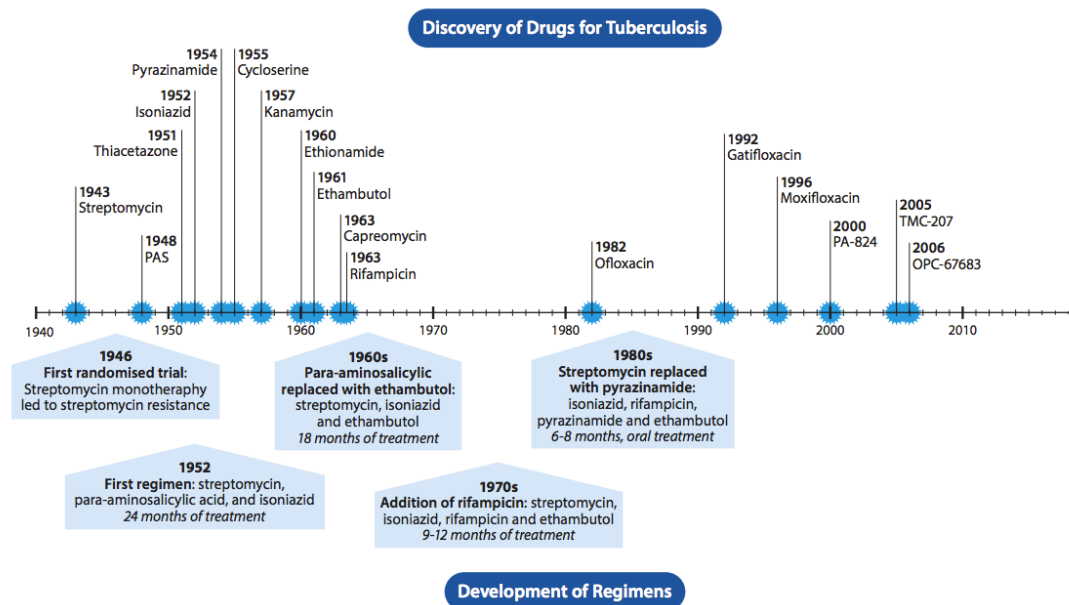 Discovery of Drugs for Tuberculosis
1954
Pyrazinamide
1955
Cycloserine
1952
Isoniazid
1957
Kanamycin
1951
Thiacetazone
1960
Ethionamide
1992
Gatifloxacin
1961
Ethambutol
1996
Moxifloxacin
1943
Streptomycin
2005
TMC-207
1963
Capreomycin
2000
PA-824
1948
PAS
1982
Ofloxacin
2006
OPC-67683
1963
Rifampicin
1940
1950
1960
1970
1980
1990
2000
2010
1946
First randomised trial:
Streptomycin monotheraphy
led to streptomycin resistance
1960s
Para-aminosalicylic
replaced with ethambutol:
streptomycin, isoniazid
and ethambutol
18 months of treatment
1980s
Streptomycin replaced
with pyrazinamide:
isoniazid, rifampicin,
pyrazinamide and ethambutol
6-8 months, oral treatment
1952
First regimen: streptomycin,
para-aminosalicylic acid, and isoniazid
24 months of treatment
1970s
Addition of rifampicin: streptomycin,
isoniazid, rifampicin and ethambutol
9-12 months of treatment
Development of Regimens